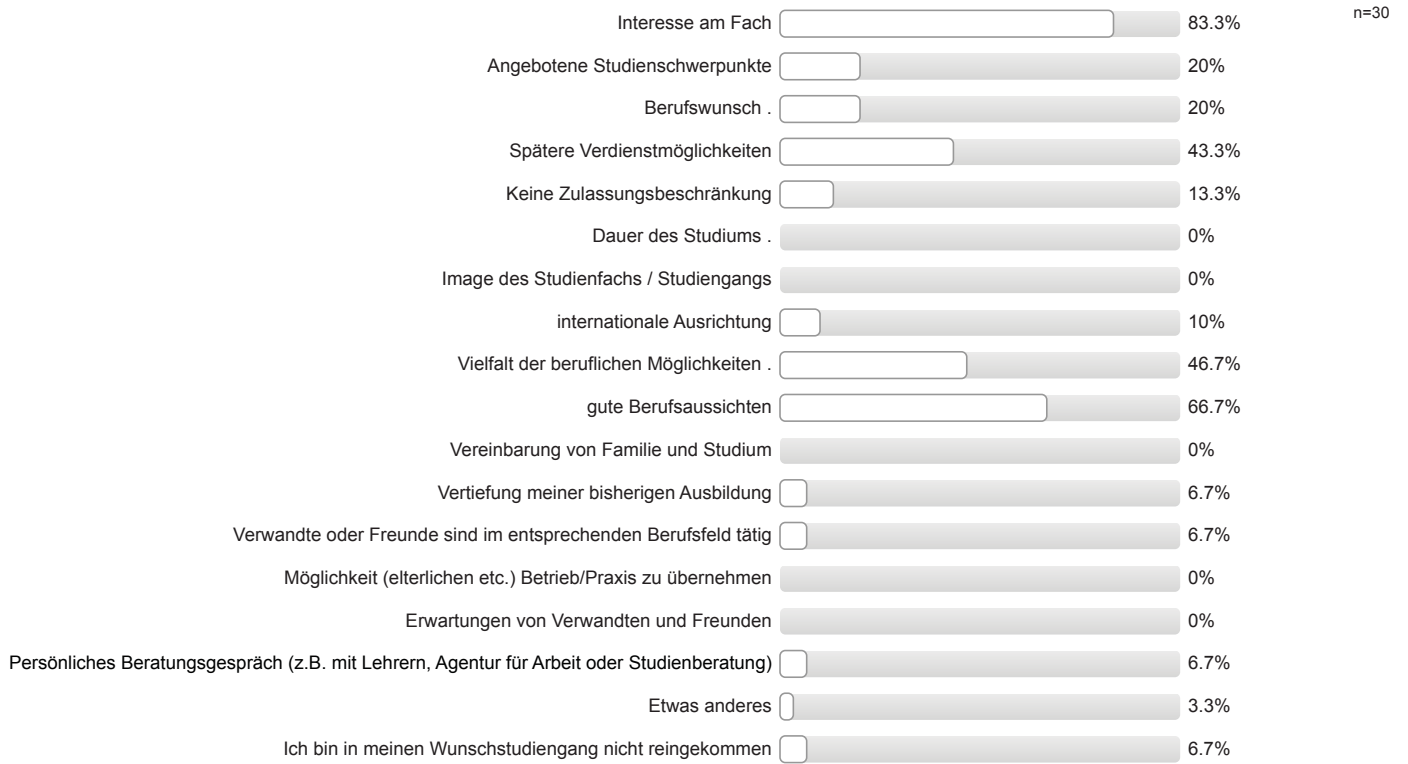 n=30
Interesse am Fach 83.3%
Angebotene Studienschwerpunkte 20%
Berufswunsch . 20%
Spätere Verdienstmöglichkeiten 43.3%
Keine Zulassungsbeschränkung 13.3%
Dauer des Studiums . 0%
Image des Studienfachs / Studiengangs 0%
internationale Ausrichtung 10%
Vielfalt der beruflichen Möglichkeiten . 46.7%
gute Berufsaussichten 66.7%
Vereinbarung von Familie und Studium 0%
Vertiefung meiner bisherigen Ausbildung 6.7%
Verwandte oder Freunde sind im entsprechenden Berufsfeld tätig 6.7%
Möglichkeit (elterlichen etc.) Betrieb/Praxis zu übernehmen 0%
Erwartungen von Verwandten und Freunden 0%
Persönliches Beratungsgespräch (z.B. mit Lehrern, Agentur für Arbeit oder Studienberatung) 6.7%
Etwas anderes 3.3%
Ich bin in meinen Wunschstudiengang nicht reingekommen 6.7%